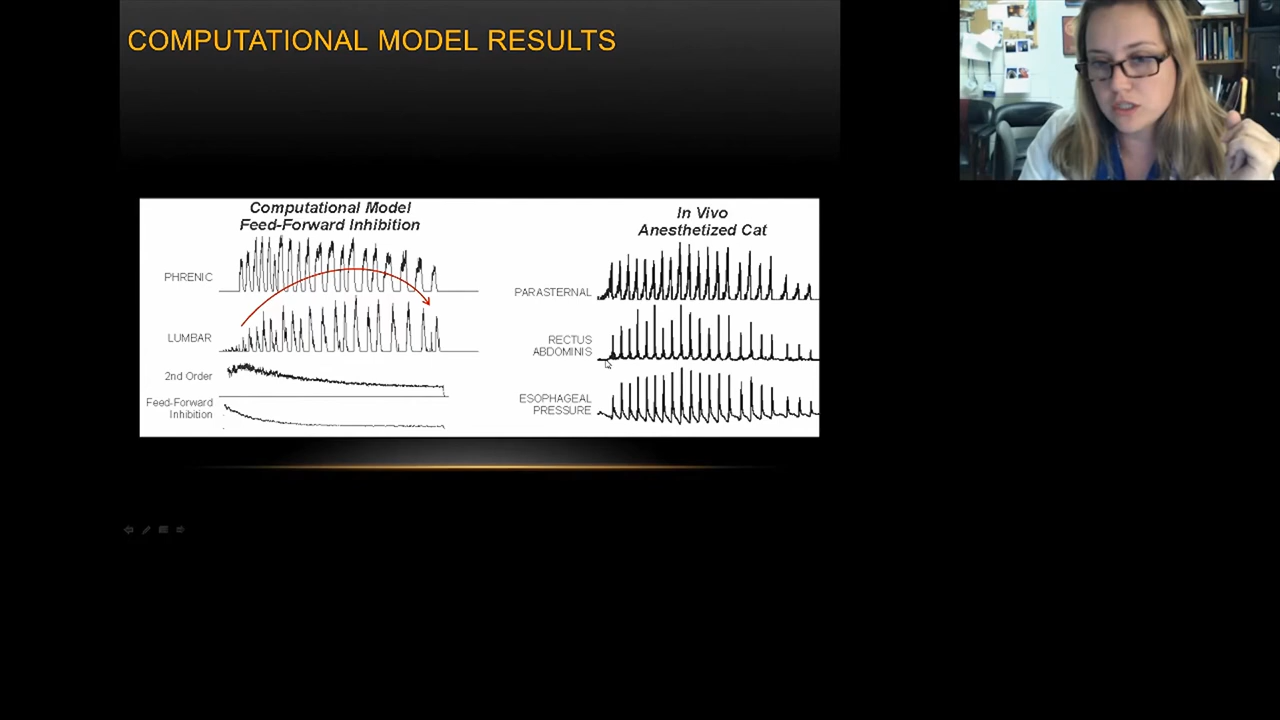 COMPUTATIONAL MODEL RESULTS
Computational Model
Feed-Forward Inhibition
PHRENIC
LUMBAR
2nd Order
Feed-Forward
Inhibition
In Vivo
Anesthetized Cat
PARASTERNAL
RECTUS
ABDOMINIS
ESOPHAGEAL
PRESSURE